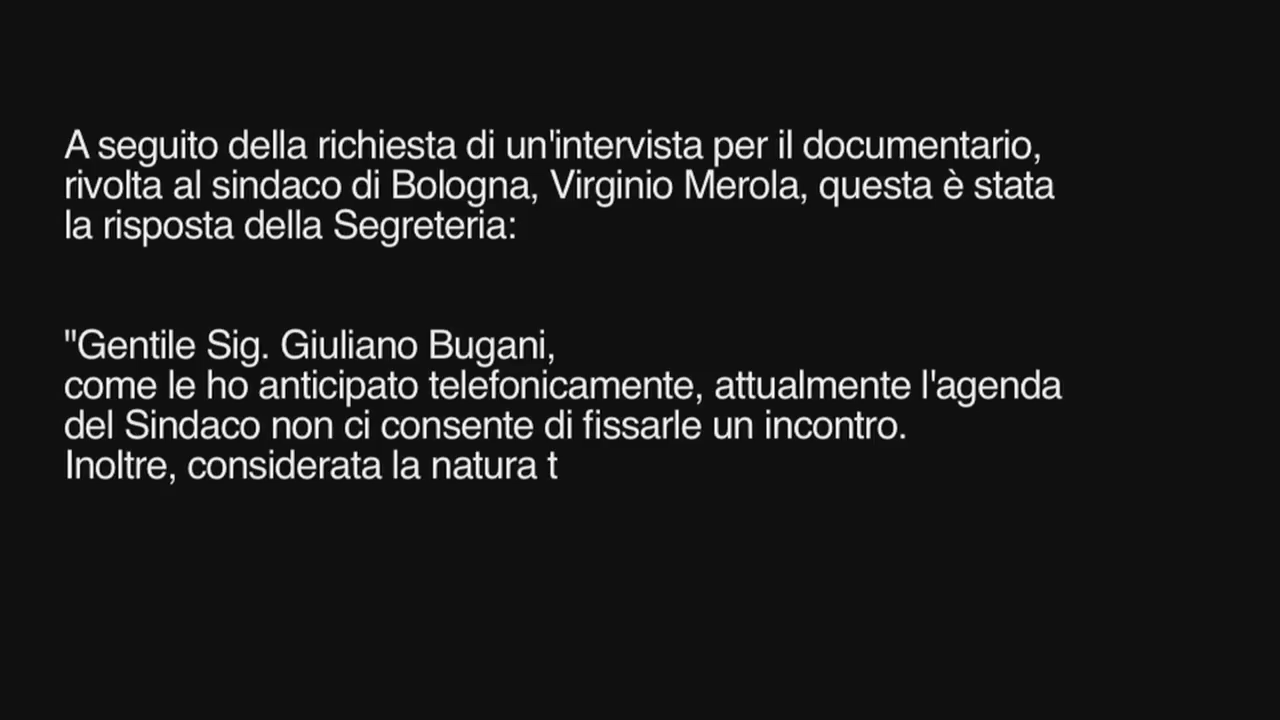 A seguito della richiesta di un'intervista per il documentario,
rivolta al sindaco di Bologna, Virginio Merola, questa è stata
la risposta della Segreteria:
"Gentile Sig. Giuliano Bugani,
come le ho anticipato telefonicamente, attualmente l'agenda
del Sindaco non ci consente di fissarle un incontro.
Inoltre, considerata la natura t